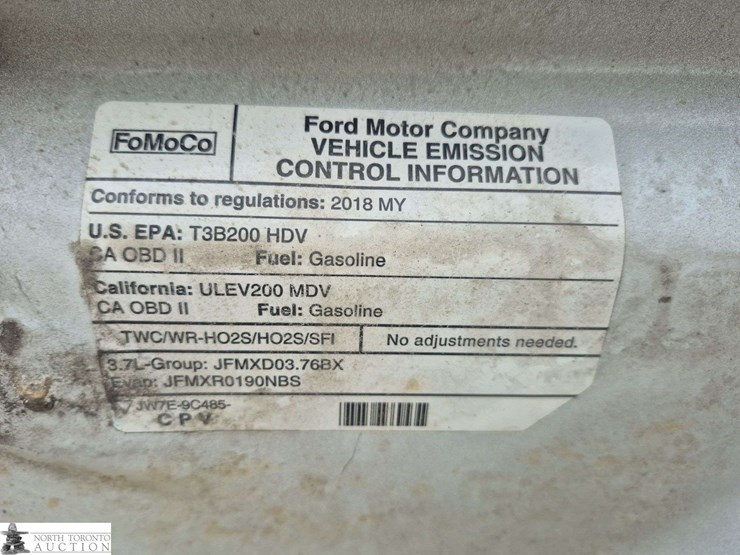 FoMoCo
Ford Motor Company
VEHICLE EMISSION
CONTROL INFORMATION
Conforms to regulations: 2018 MY
U.S. EPA: T3B200 HDV
CA OBD II Fuel: Gasoline
California: ULEV200 MDV
CA OBD II Fuel: Gasoline
TWC/WR-HO2S/HO2S/SFI No adjustments needed.
3.7L-Group: JFMXD03.76BX
Evap: JFMXR0190NBS
JW7E-9C485-
CPV
NORTH TORONTO
AUCTION